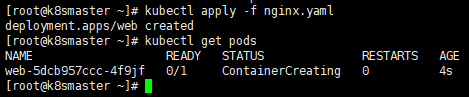 [root@k8smaster ~]# kubectl apply -f nginx.yaml
deployment.apps/web created
[root@k8smaster ~]# kubectl get pods
NAME READY STATUS RESTARTS AGE
web-5dcb957ccc-4f9jf 0/1 ContainerCreating 0 4s
[root@k8smaster ~]#